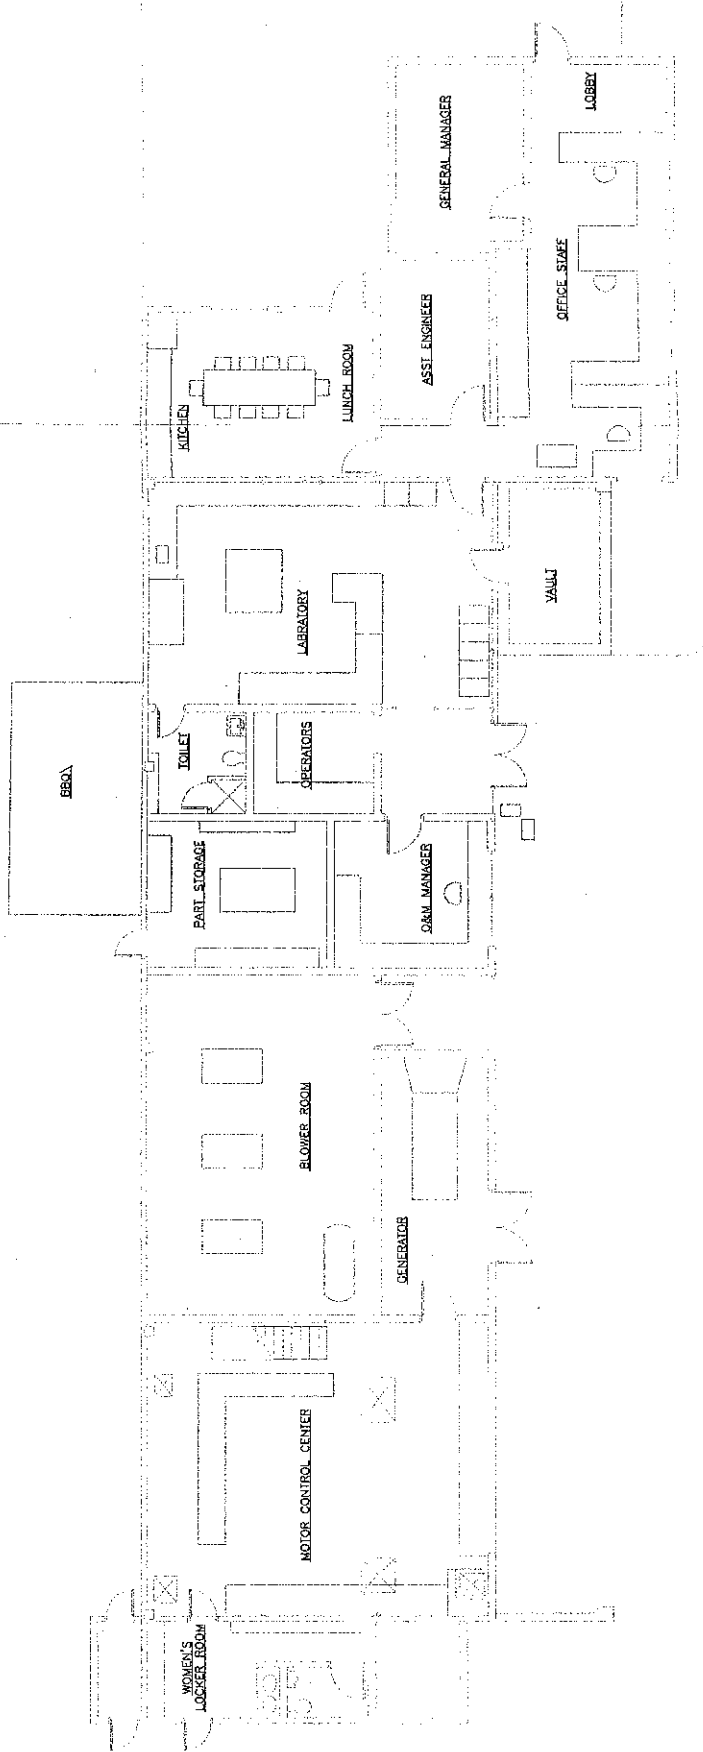 LOBBY
GENERAL MANAGER
OFFICE STAFF
ASST ENGINEER
LUNCH ROOM
KITCHEN
VAULT
LABRATORY
TOILET
OPERATORS
BBQ\
PART STORAGE
O&M MANAGER
BLOWER ROOM
GENERATOR
MOTOR CONTROL CENTER
WOMEN'S
LOCKER ROOM